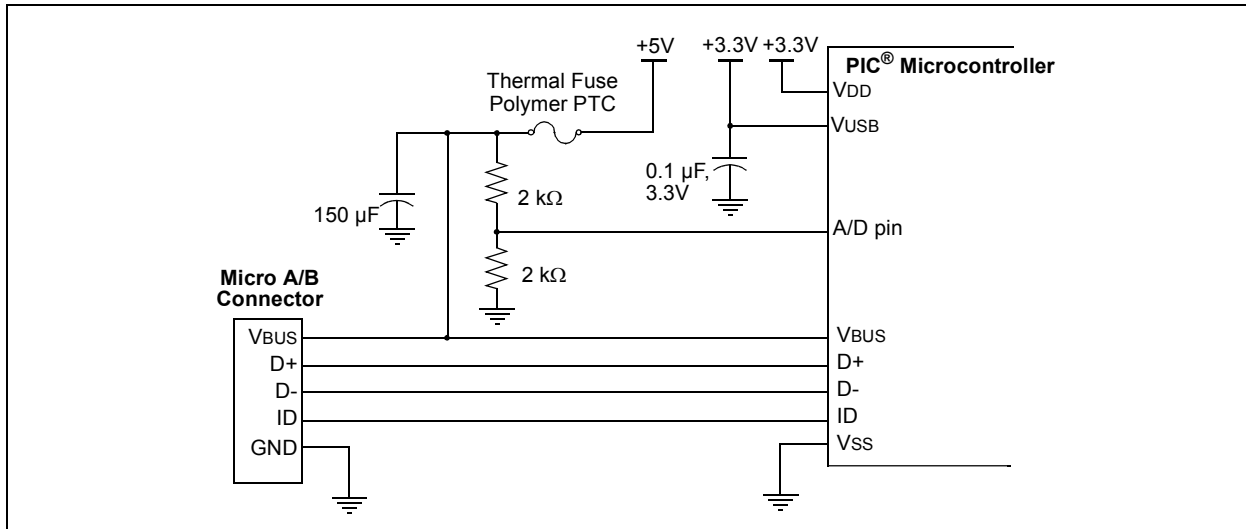 +5V
+3.3V
+3.3V
PIC® Microcontroller
VDD
Thermal Fuse
Polymer PTC
VUSB
0.1 µF,
3.3V
2 kΩ
150 µF
A/D pin
2 kΩ
Micro A/B
Connector
VBUS
D+
D-
ID
GND
VBUS
D+
D-
ID
VSS